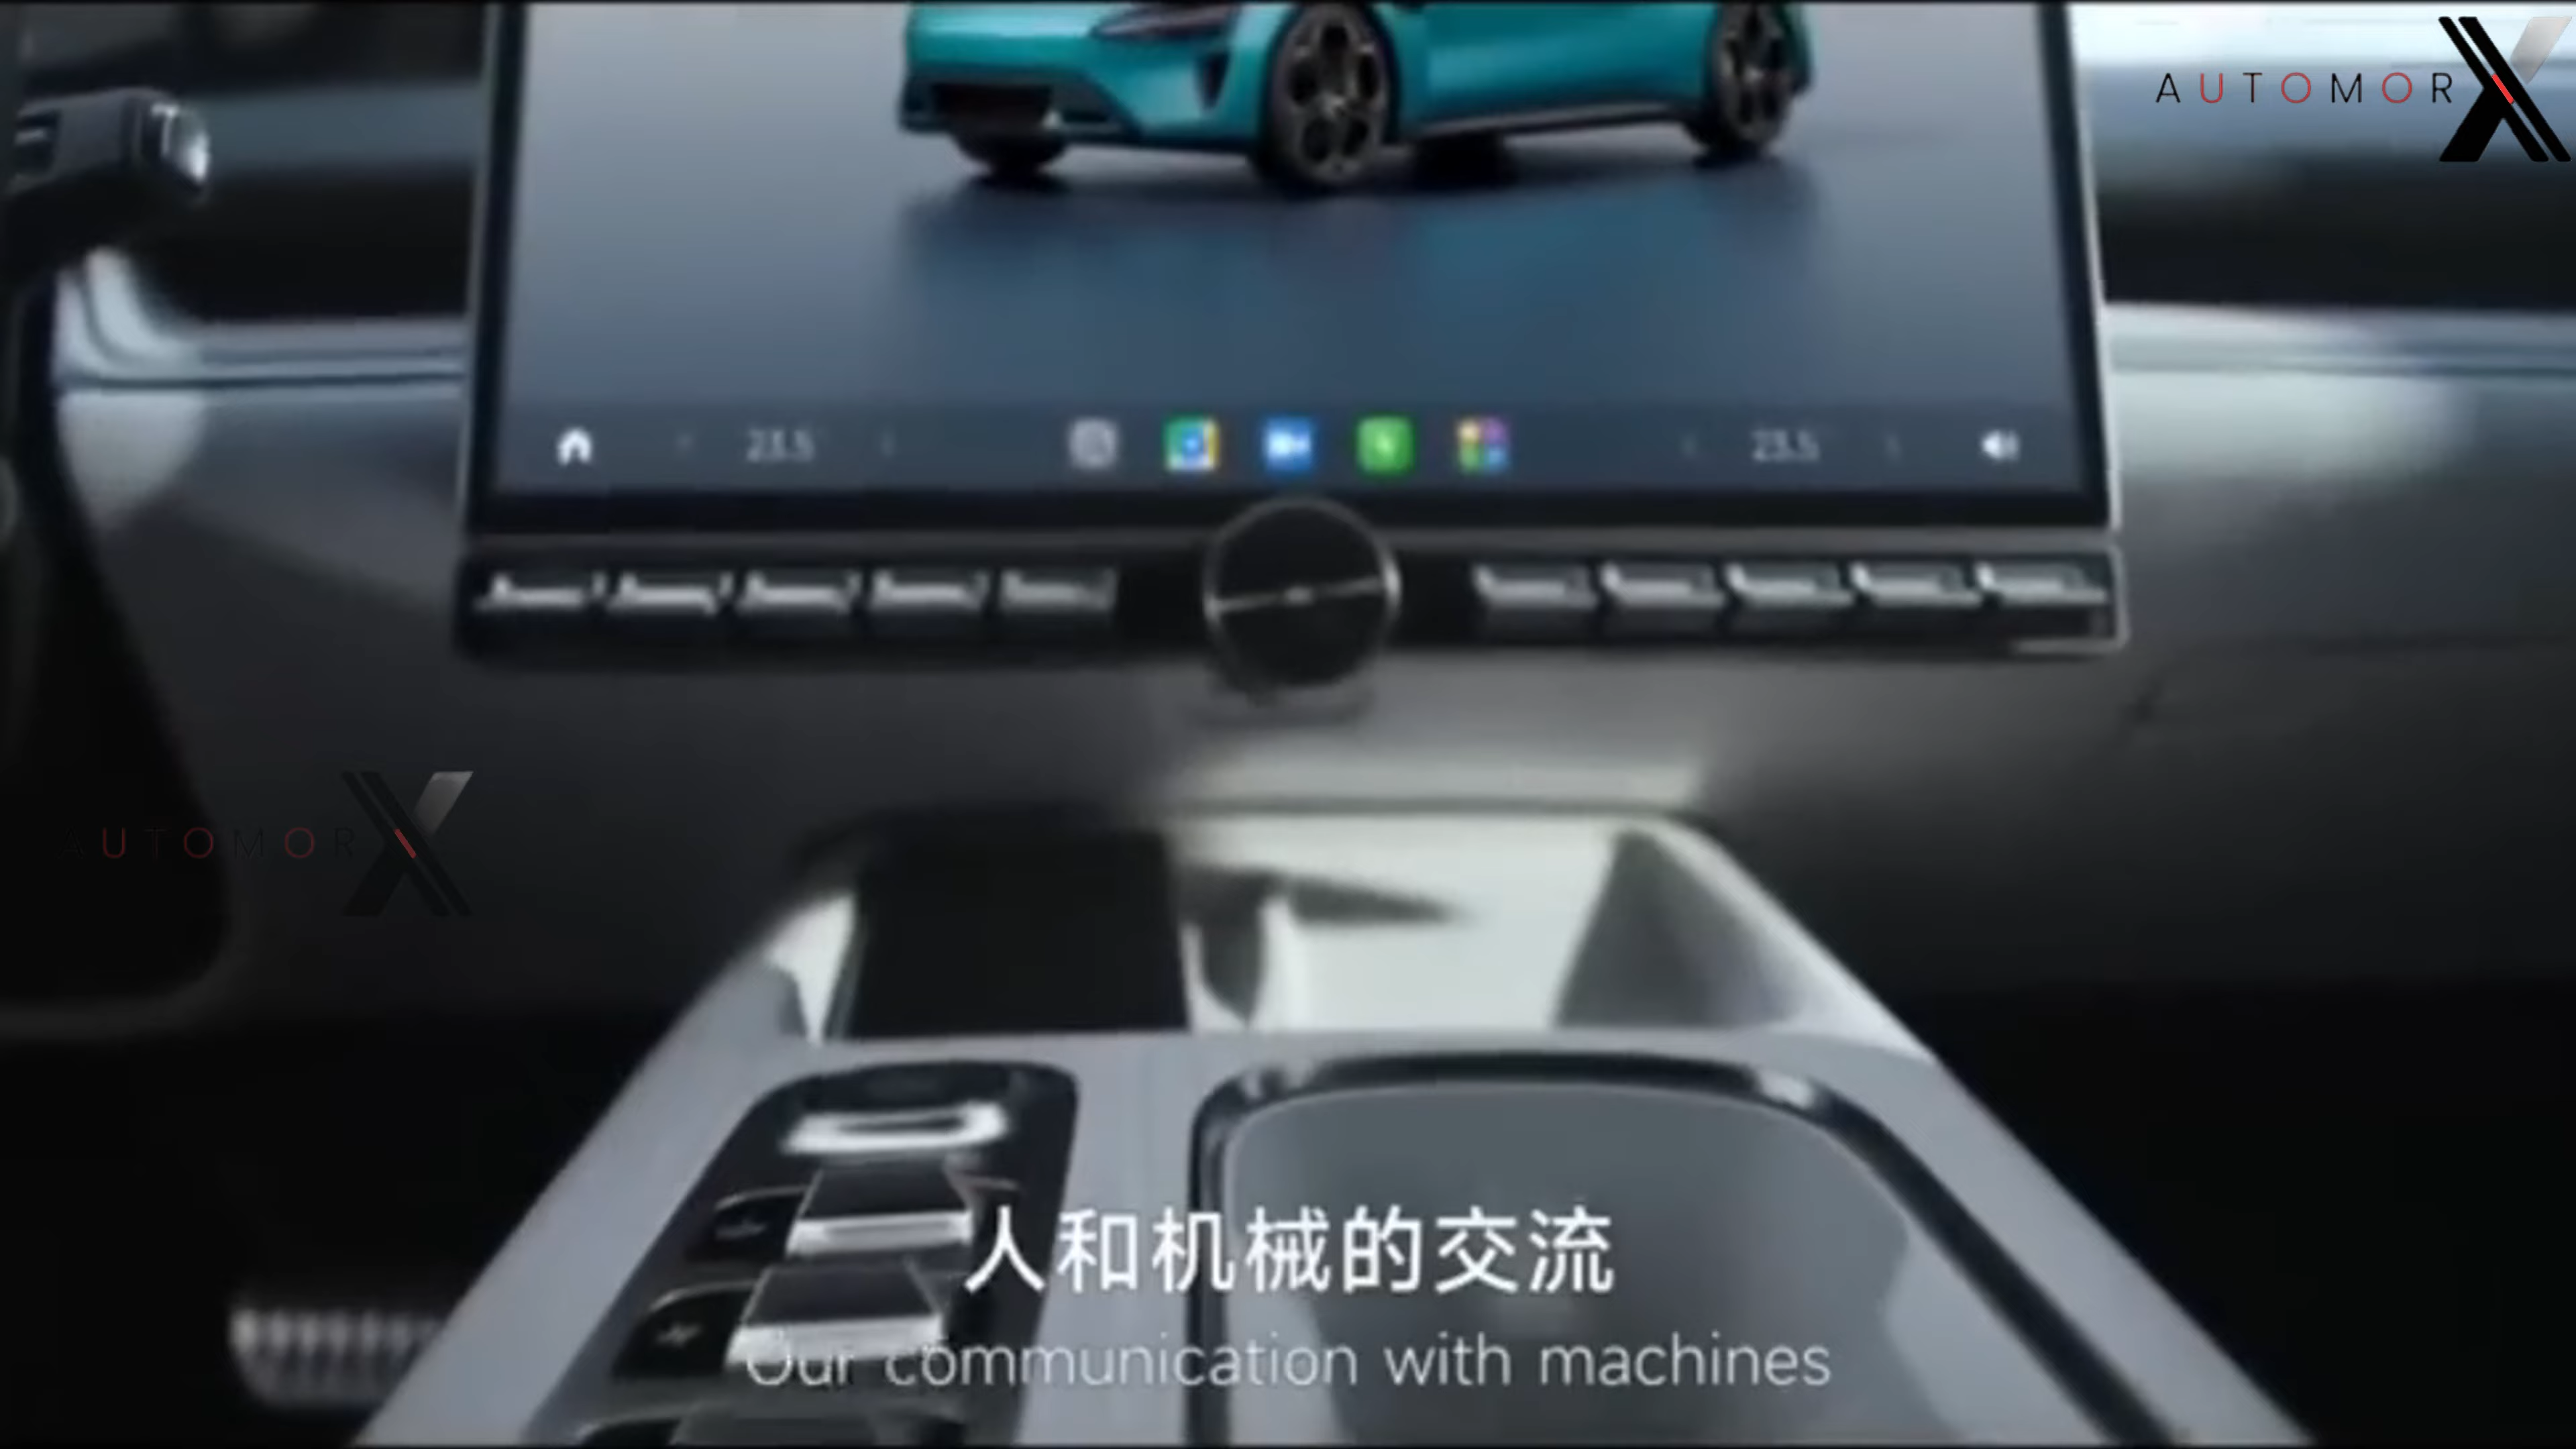 AUTOMOR X
23.5
23.5
AUTOMOR X
人和机械的交流
Our communication with machines